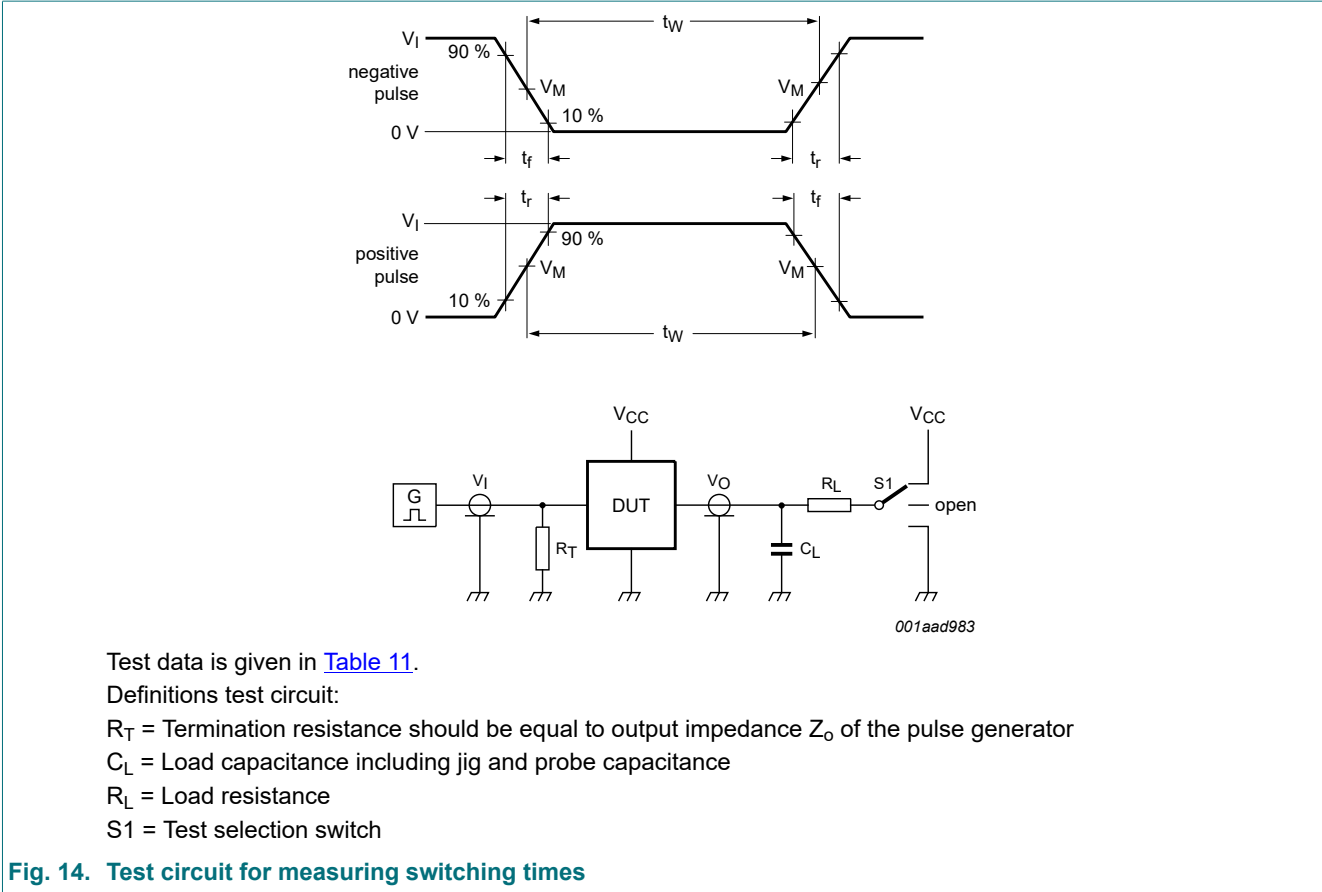 tW
VI
90 %
negative
pulse
VM
VM
10 %
0 V
tf
tr
tr
tf
VI
90 %
positive
pulse
VM
VM
10 %
0 V
tW
VCC
VCC
G
VI
DUT
VO
RL
S1
open
RT
CL
001aad983
Test data is given in Table 11.
Definitions test circuit:
RT = Termination resistance should be equal to output impedance Zo of the pulse generator
CL = Load capacitance including jig and probe capacitance
RL = Load resistance
S1 = Test selection switch
Fig. 14. Test circuit for measuring switching times